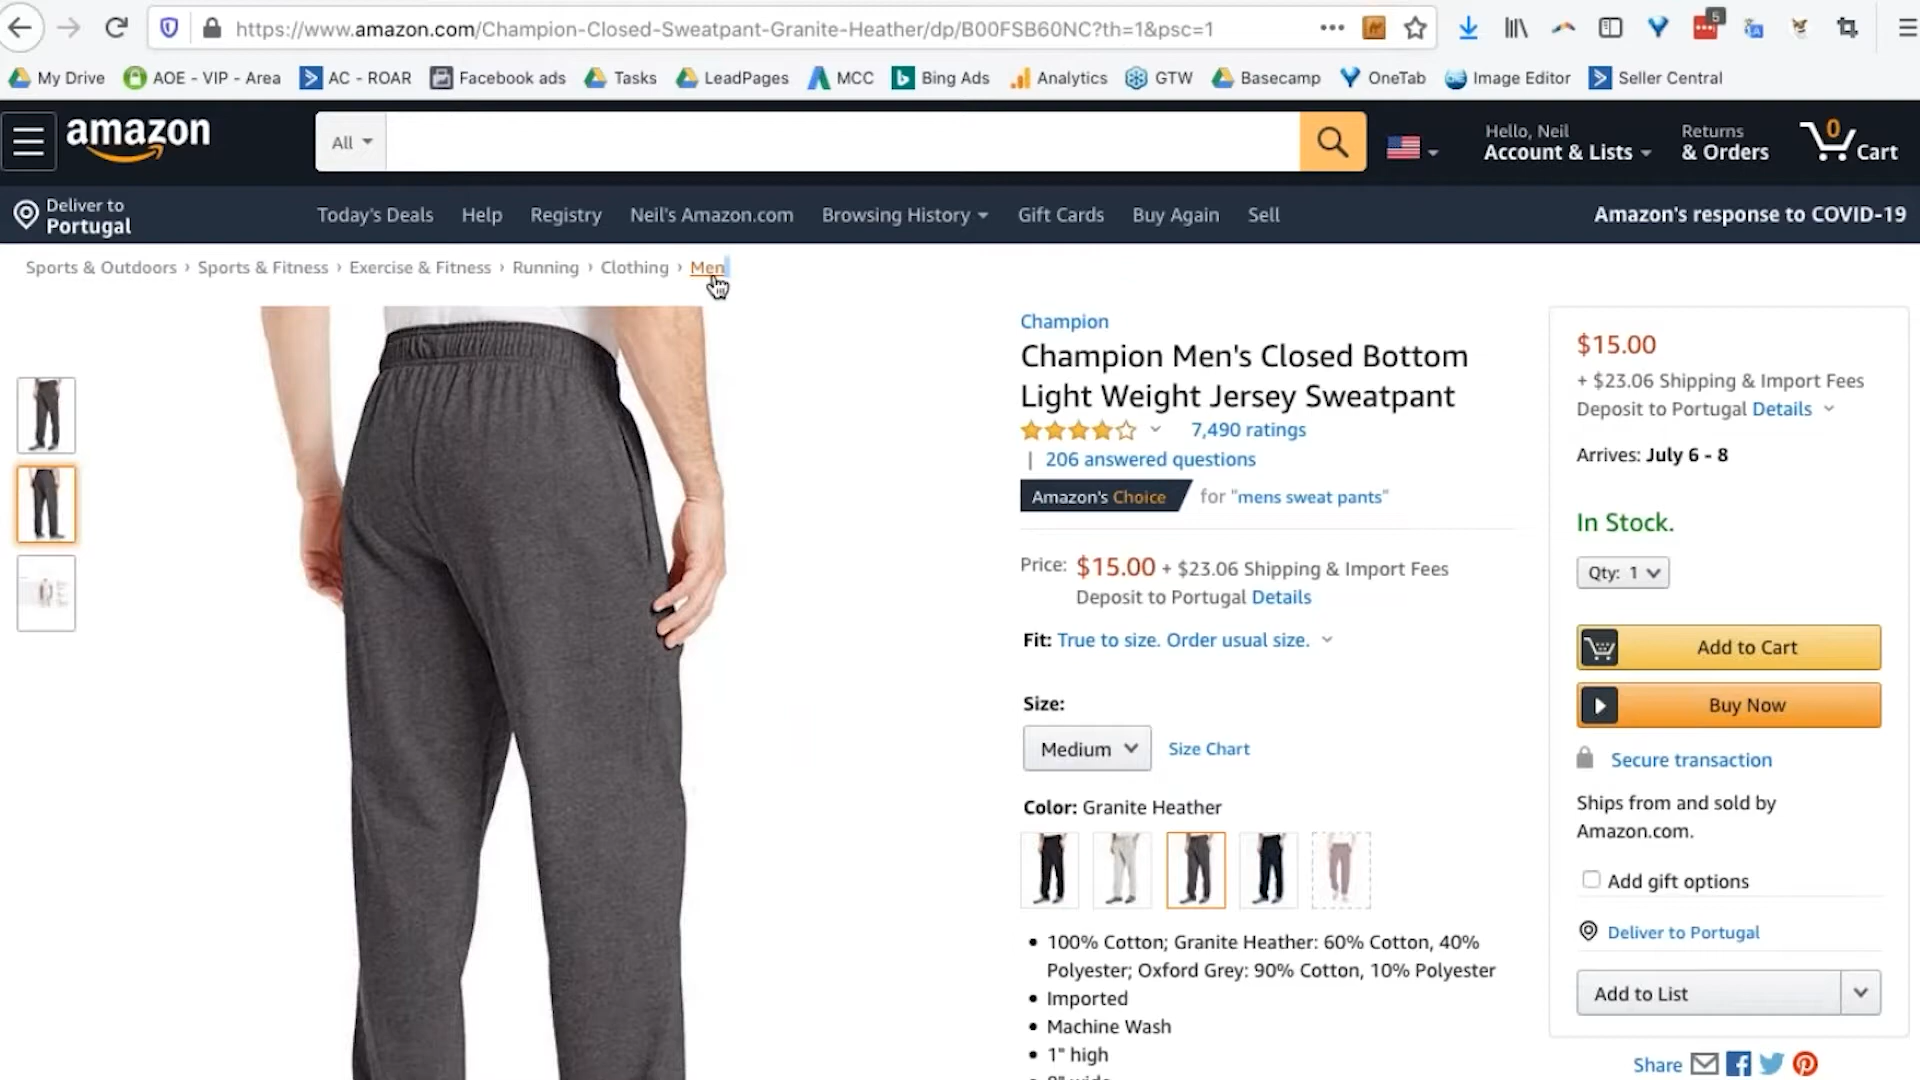 https://www.amazon.com/Champion-Closed-Sweatpant-Granite-Heather/dp/B00FSB60NC?th=1&psc=1
5
My Drive
AOE - VIP - Area
AC - ROAR
Facebook ads
Tasks
LeadPages
MCC
Bing Ads
Analytics
GTW
Basecamp
OneTab
Image Editor
Seller Central
amazon
All
Hello, Neil
Account & Lists
Returns
& Orders
0
Cart
Deliver to
Portugal
Today's Deals
Help
Registry
Neil's Amazon.com
Browsing History
Gift Cards
Buy Again
Sell
Amazon's response to COVID-19
Sports & Outdoors › Sports & Fitness › Exercise & Fitness › Running › Clothing › Men
Champion
Champion Men's Closed Bottom
Light Weight Jersey Sweatpant
7,490 ratings
| 206 answered questions
Amazon's Choice for "mens sweat pants"
Price: $15.00 + $23.06 Shipping & Import Fees
Deposit to Portugal Details
Fit: True to size. Order usual size.
Size:
Medium
Size Chart
Color: Granite Heather
• 100% Cotton; Granite Heather: 60% Cotton, 40%
Polyester; Oxford Grey: 90% Cotton, 10% Polyester
• Imported
• Machine Wash
• 1" high
$15.00
+ $23.06 Shipping & Import Fees
Deposit to Portugal Details
Arrives: July 6 - 8
In Stock.
Qty: 1
Add to Cart
Buy Now
Secure transaction
Ships from and sold by
Amazon.com.
Add gift options
Deliver to Portugal
Add to List
Share